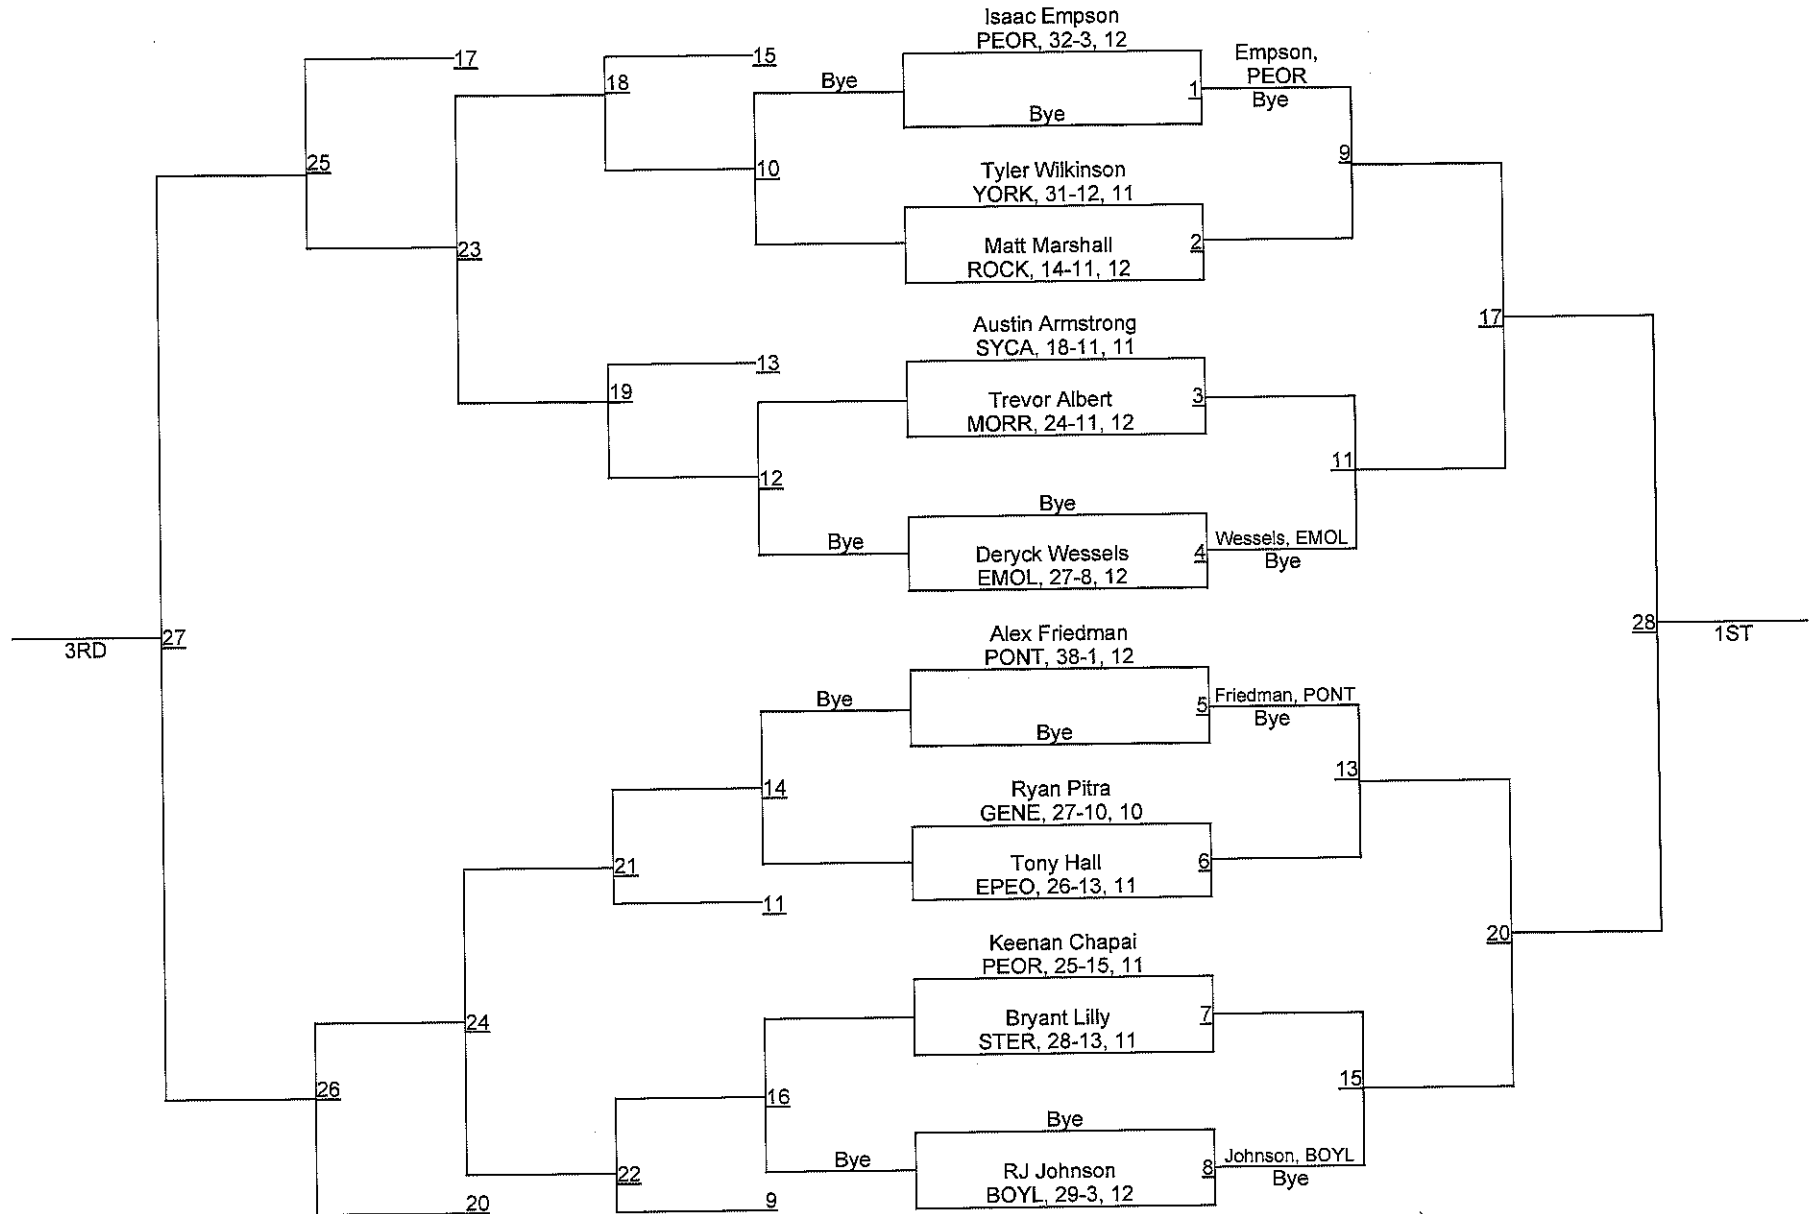 Isaac Empson
PEOR, 32-3, 12
17
15
Empson,
PEOR
18
Bye
1
Bye
Bye
25
10
Tyler Wilkinson
YORK, 31-12, 11
9
23
Matt Marshall
2
ROCK, 14-11, 12
Austin Armstrong
SYCA, 18-11, 11
17
13
19
Trevor Albert
3
MORR, 24-11, 12
12
11
Bye
Bye
Deryck Wessels
4
Wessels, EMOL
Bye
EMOL, 27-8, 12
3RD
27
Alex Friedman
PONT, 38-1, 12
28
1ST
Bye
5
Friedman, PONT
Bye
Bye
14
13
Ryan Pitra
GENE, 27-10, 10
21
Tony Hall
6
EPEO, 26-13, 11
11
Keenan Chapai
PEOR, 25-15, 11
20
24
Bryant Lilly
7
STER, 28-13, 11
26
16
15
Bye
22
Bye
RJ Johnson
8
Johnson, BOYL
Bye
BOYL, 29-3, 12
20
9